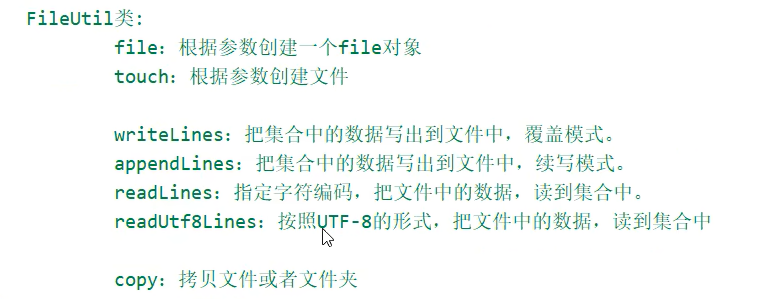 FileUtil类:
file：根据参数创建一个file对象
touch：根据参数创建文件
writeLines：把集合中的数据写出到文件中，覆盖模式。
appendLines：把集合中的数据写出到文件中，续写模式。
readLines：指定字符编码，把文件中的数据，读到集合中。
readUtf8Lines：按照UTF-8的形式，把文件中的数据，读到集合中
copy：拷贝文件或者文件夹